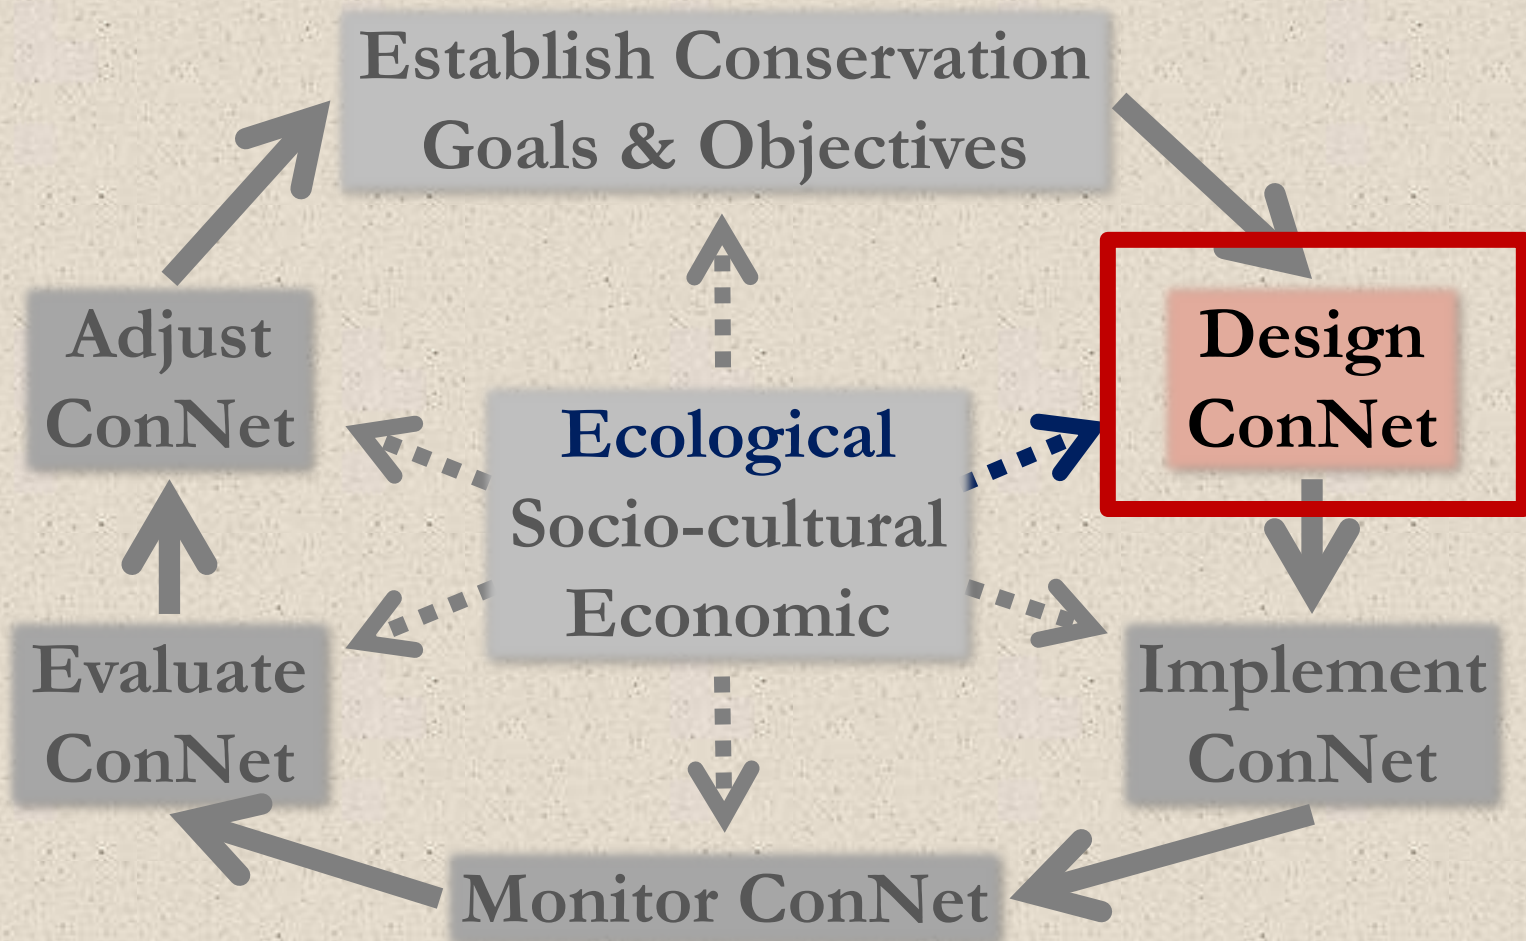 Establish Conservation
Goals & Objectives
Adjust
ConNet
Design
ConNet
Ecological
Socio-cultural
Economic
Evaluate
ConNet
Implement
ConNet
Monitor ConNet